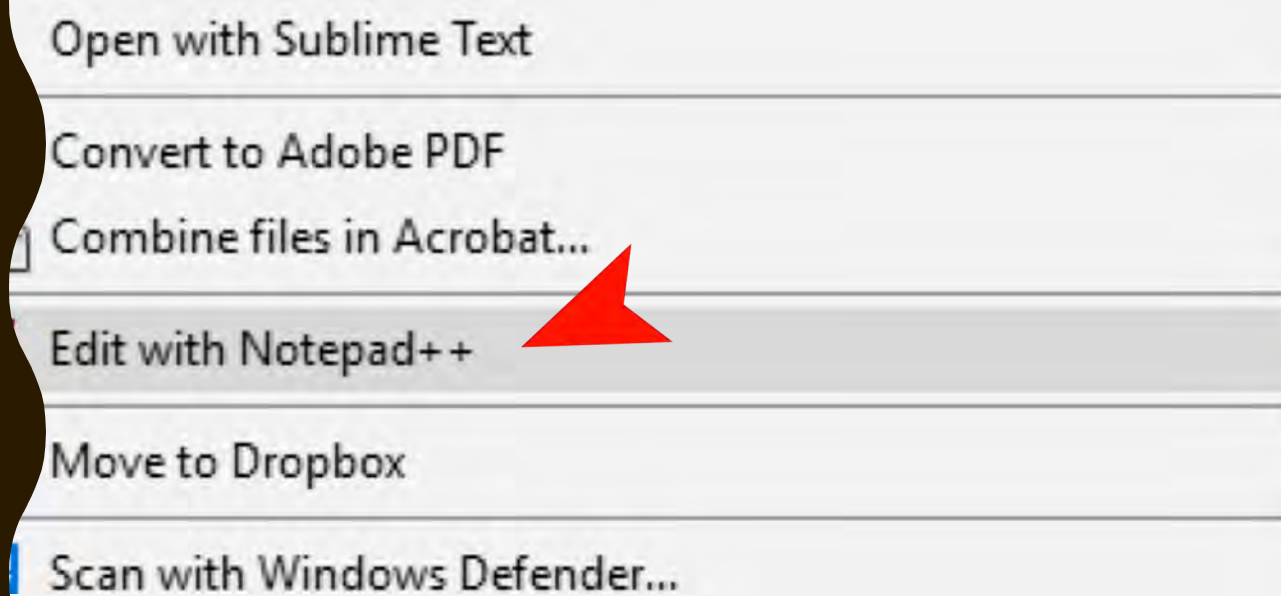 Open with Sublime Text
Convert to Adobe PDF
Combine files in Acrobat...
Edit with Notepad++
Move to Dropbox
Scan with Windows Defender...